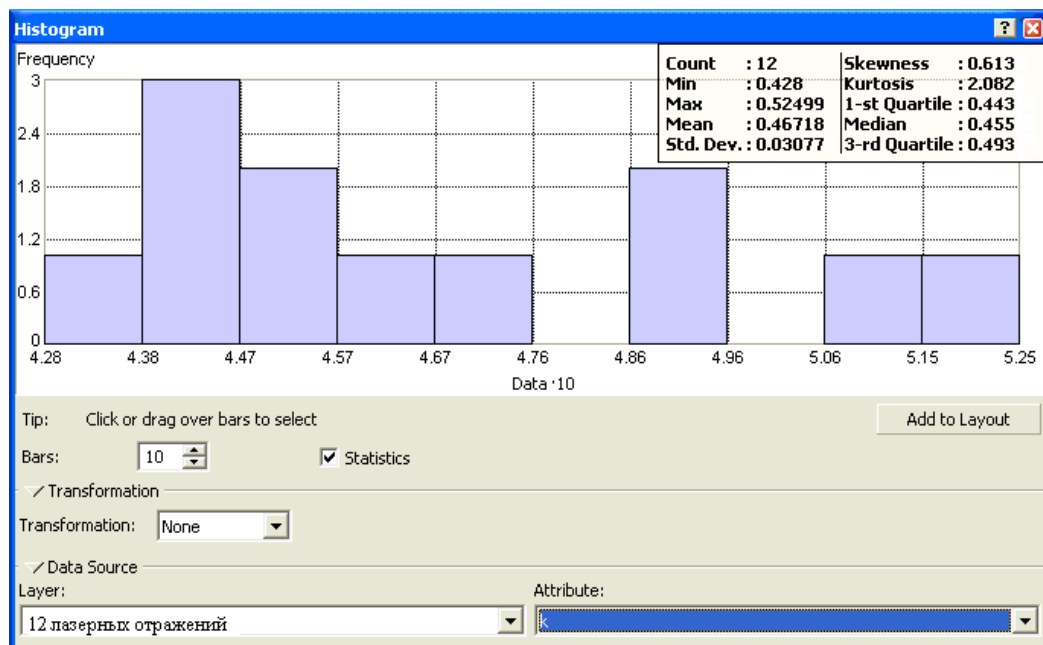 Histogram
Frequency
Count : 12 Skewness : 0.613
Min : 0.428 Kurtosis : 2.082
Max : 0.52499 1-st Quartile : 0.443
Mean : 0.46718 Median : 0.455
Std. Dev. : 0.03077 3-rd Quartile : 0.493
3
2.4
1.8
1.2
0.6
0
4.28 4.38 4.47 4.57 4.67 4.76 4.86 4.96 5.06 5.15 5.25
Data ·10
Tip: Click or drag over bars to select
Add to Layout
Bars: 10 Statistics
Transformation
Transformation: None
Data Source
Layer: Attribute:
12 лазерных отражений k